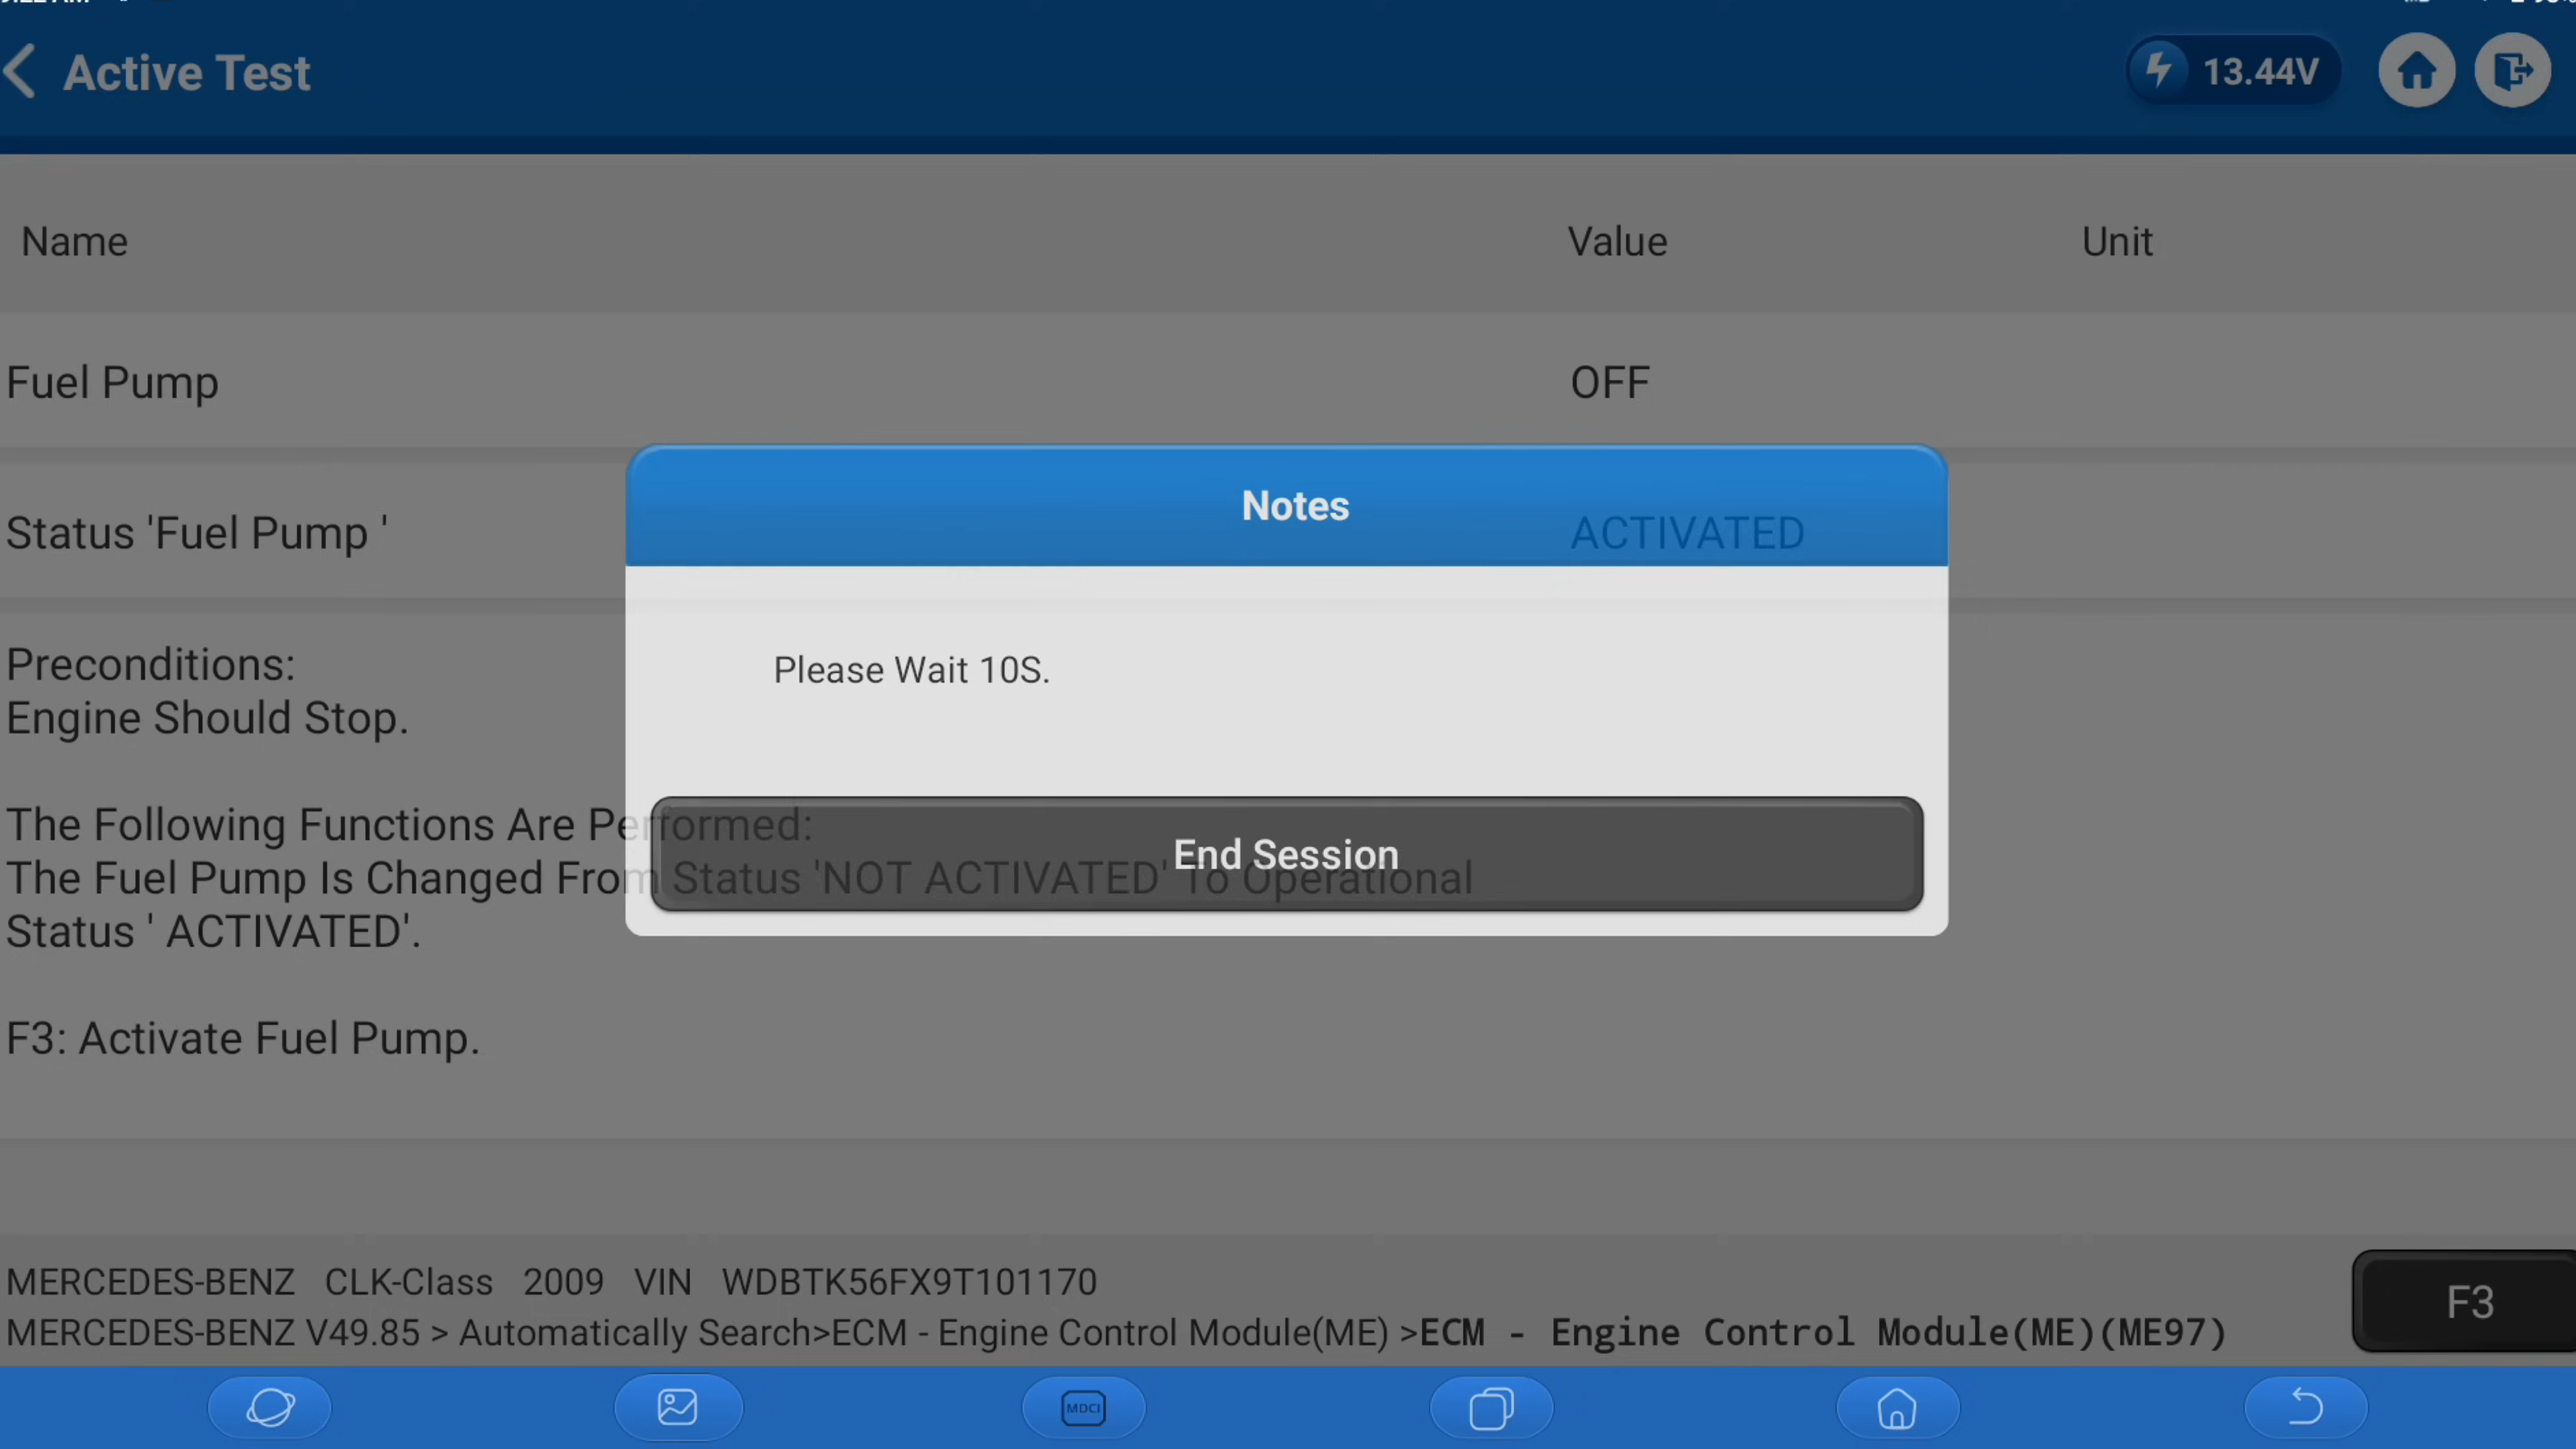 Active Test
13.44V
Name Value Unit
Fuel Pump OFF
Notes
Status 'Fuel Pump ' ACTIVATED
Please Wait 10S.
Preconditions:
Engine Should Stop.
End Session
The Following Functions Are Performed:
The Fuel Pump Is Changed From Status 'NOT ACTIVATED' To Operational
Status ' ACTIVATED'.
F3: Activate Fuel Pump.
MERCEDES-BENZ CLK-Class 2009 VIN WDBTK56FX9T101170
MERCEDES-BENZ V49.85 > Automatically Search>ECM - Engine Control Module(ME) >ECM - Engine Control Module(ME)(ME97)
F3
MDCI